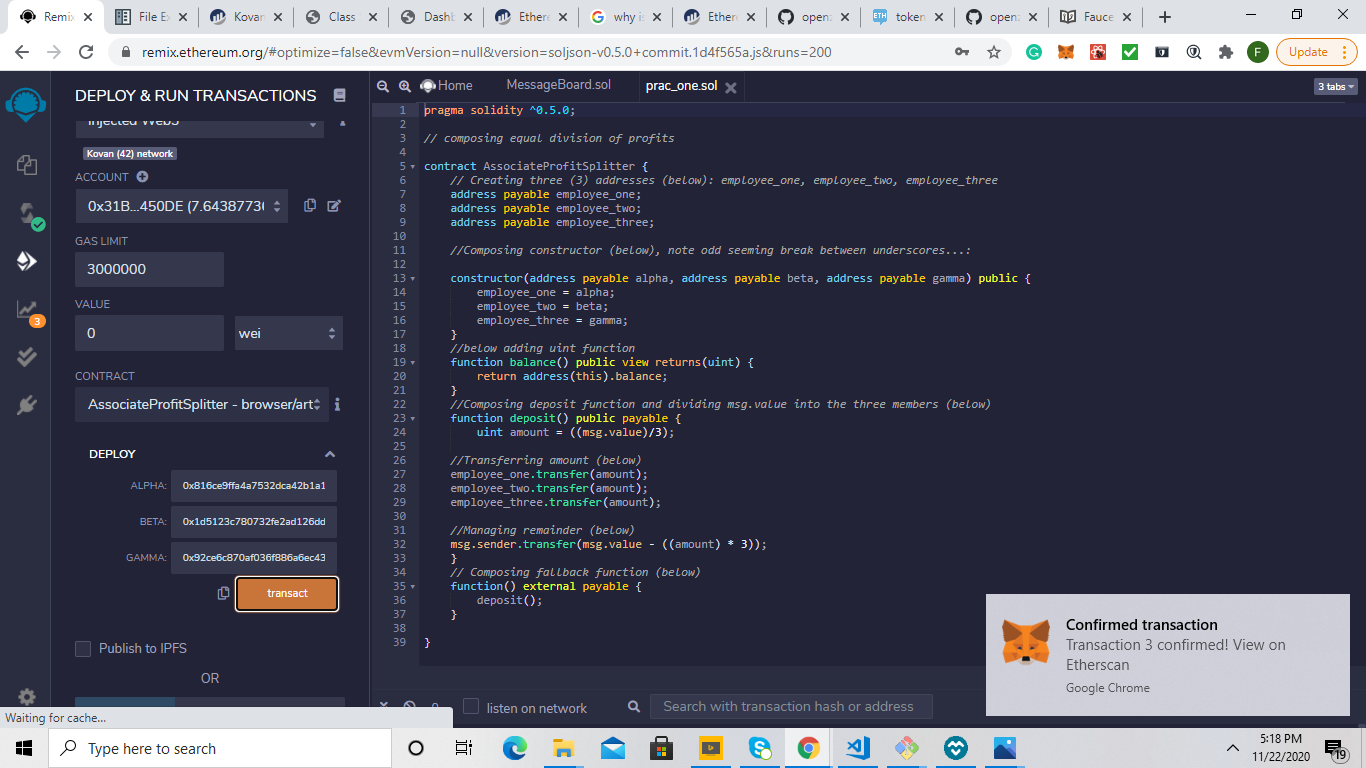 Remix
File Ex
Kovan
Class
Dashb
Ethere
why is
Ethere
openz
token
openz
Fauce
remix.ethereum.org/#optimize=false&evmVersion=null&version=soljson-v0.5.0+commit.1d4f565a.js&runs=200
F
Update
DEPLOY & RUN TRANSACTIONS
Injected Web3
Kovan (42) network
ACCOUNT
0x31B...450DE (7.6438773
GAS LIMIT
3000000
VALUE
0
wei
CONTRACT
AssociateProfitSplitter - browser/art
3
DEPLOY
ALPHA:
0x816ce9ffa4a7532dca42b1a1
BETA:
0x1d5123c780732fe2ad126dd
GAMMA:
0x92ce6c870af036f886a6ec43
transact
Publish to IPFS
OR
Waiting for cache...
Home
MessageBoard.sol
prac_one.sol
3 tabs
1 pragma solidity ^0.5.0;
2
3 // composing equal division of profits
4
5 contract AssociateProfitSplitter {
6 // Creating three (3) addresses (below): employee_one, employee_two, employee_three
7 address payable employee_one;
8 address payable employee_two;
9 address payable employee_three;
10
11 //Composing constructor (below), note odd seeming break between underscores...:
12
13 constructor(address payable alpha, address payable beta, address payable gamma) public {
14 employee_one = alpha;
15 employee_two = beta;
16 employee_three = gamma;
17 }
18 //below adding uint function
19 function balance() public view returns(uint) {
20 return address(this).balance;
21 }
22 //Composing deposit function and dividing msg.value into the three members (below)
23 function deposit() public payable {
24 uint amount = ((msg.value)/3);
25
26 //Transferring amount (below)
27 employee_one.transfer(amount);
28 employee_two.transfer(amount);
29 employee_three.transfer(amount);
30
31 //Managing remainder (below)
32 msg.sender.transfer(msg.value - ((amount) * 3));
33 }
34 // Composing fallback function (below)
35 function() external payable {
36 deposit();
37 }
38
39 }
0
listen on network
Search with transaction hash or address
Confirmed transaction
Transaction 3 confirmed! View on
Etherscan
Google Chrome
Type here to search
5:18 PM
11/22/2020
19